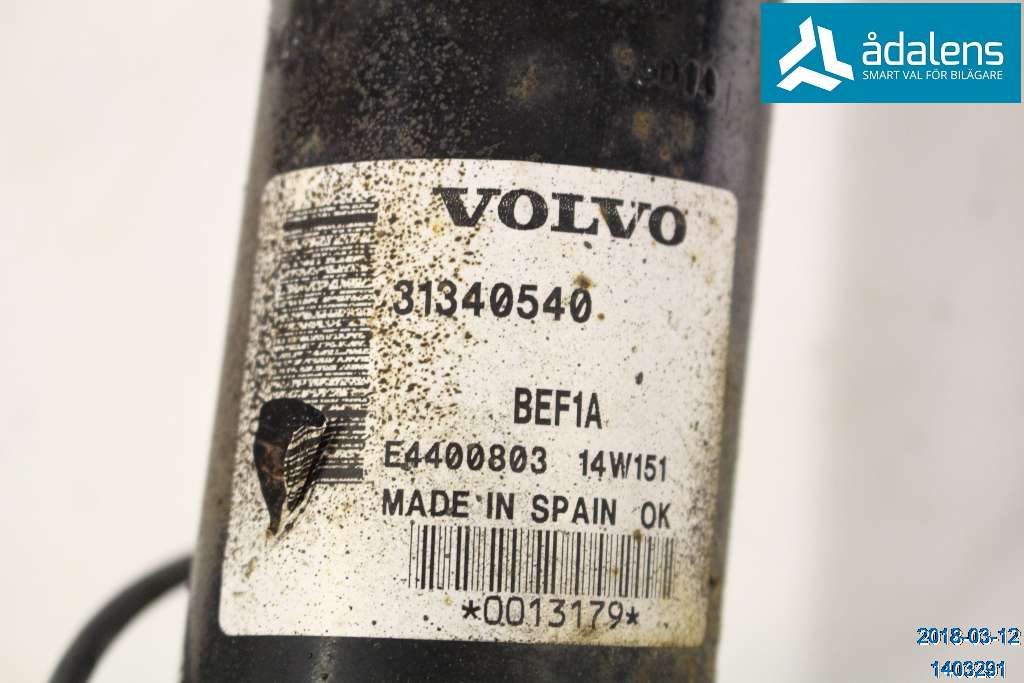 ådalens
SMART VAL FÖR BILÄGARE
VOLVO
31340540
BEF1A
E4400803 14W151
MADE IN SPAIN OK
*0013179*
2018-03-12
1403291